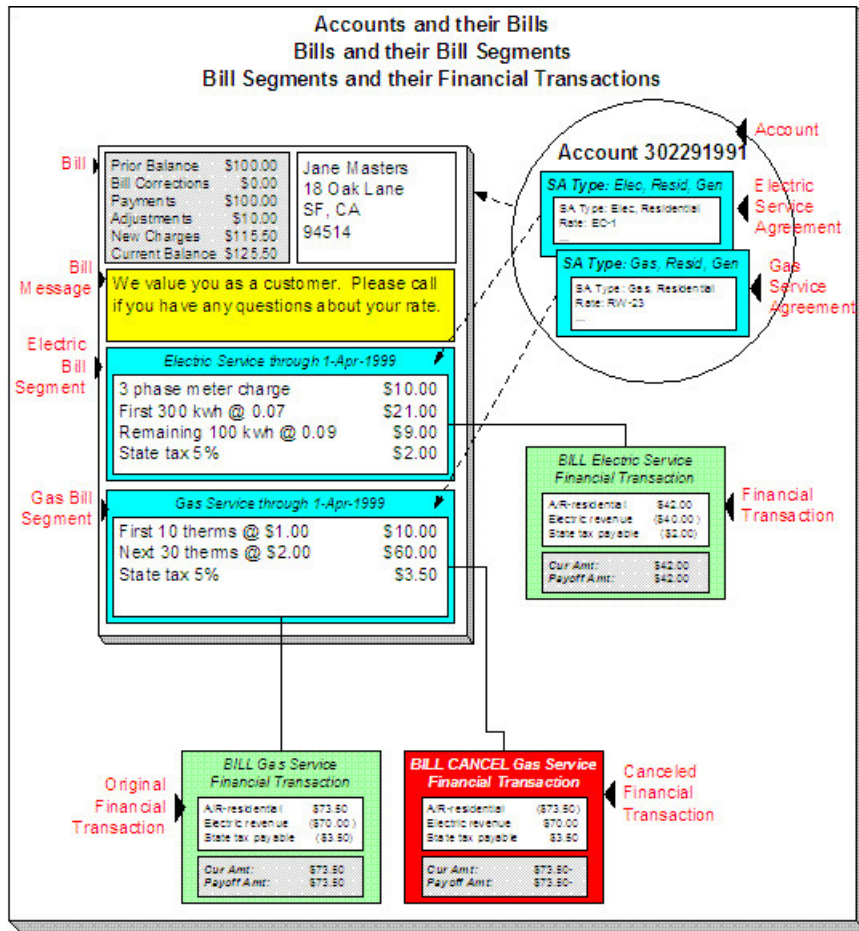 Accounts and their Bills
Bills and their Bill Segments
Bill Segments and their Financial Transactions
Account
Account 302291991
Bill
Prior Balance $100.00
Bill Corrections $0.00
Payments $100.00
Adjustments $10.00
New Charges $115.50
Current Balance $125.50
Jane Masters
18 Oak Lane
SF, CA
94514
SA Type: Elec, Resid, Gen
SA Type: Elec, Residential
Rate: EC-1
...
Electric
Service
Agreement
SA Type: Gas, Resid, Gen
SA Type: Gas, Residential
Rate: RW-23
...
Gas
Service
Agreement
Bill
Message
We value you as a customer. Please call
if you have any questions about your rate.
Electric
Bill
Segment
Electric Service through 1-Apr-1999
3 phase meter charge $10.00
First 300 kwh @ 0.07 $21.00
Remaining 100 kwh @ 0.09 $9.00
State tax 5% $2.00
Gas Bill
Segment
Gas Service through 1-Apr-1999
First 10 therms @ $1.00 $10.00
Next 30 therms @ $2.00 $60.00
State tax 5% $3.50
BILL Electric Service
Financial Transaction
A/R-residential $42.00
Electric revenue ($40.00)
State tax payable ($2.00)
Cur Amt: $42.00
Payoff Amt: $42.00
Financial
Transaction
Original
Financial
Transaction
BILL Gas Service
Financial Transaction
A/R-residential $73.50
Electric revenue ($70.00)
State tax payable ($3.50)
Cur Amt: $73.50
Payoff Amt: $73.50
BILL CANCEL Gas Service
Financial Transaction
A/R-residential ($73.50)
Electric revenue $70.00
State tax payable $3.50
Cur Amt: $73.50-
Payoff Amt: $73.50-
Canceled
Financial
Transaction